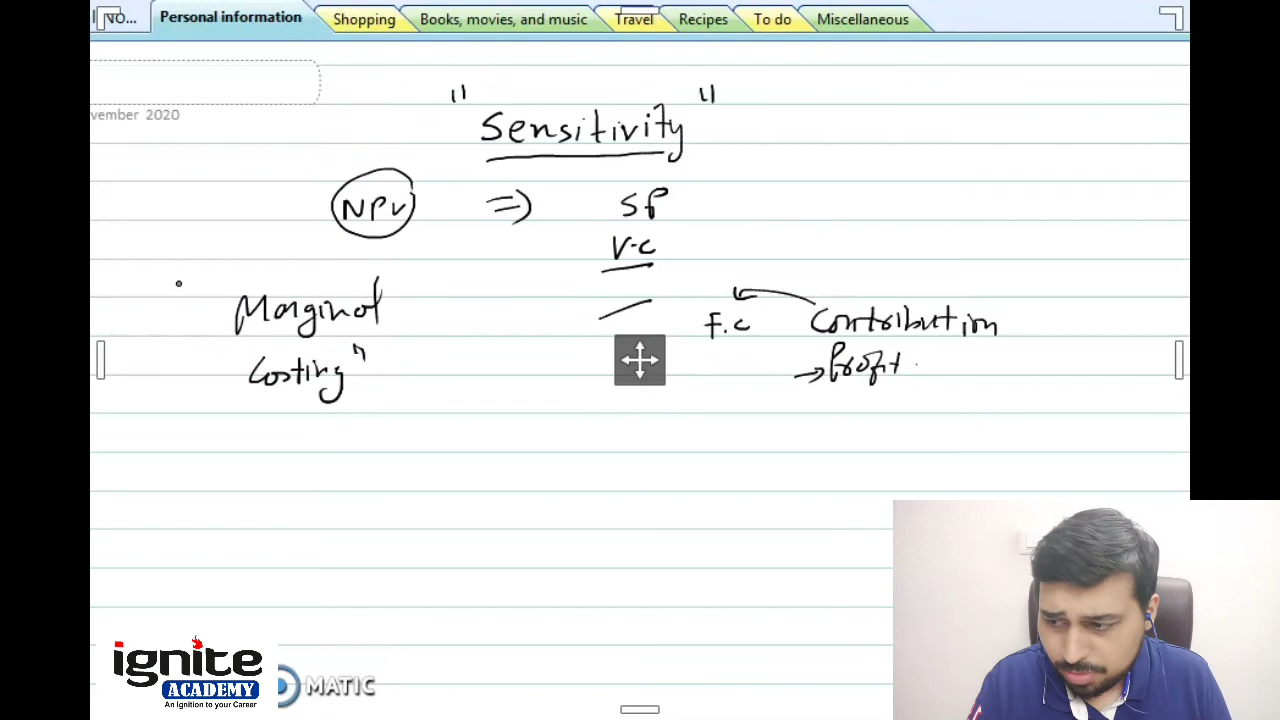 NO... Personal information Shopping Books, movies, and music Travel Recipes To do Miscellaneous
vember 2020
"Sensitivity"
NPV => SP
V.C
Marginal
F.C Contribution
Costing"
→ Profit
ignite
ACADEMY
An Ignition to your Career
MATIC